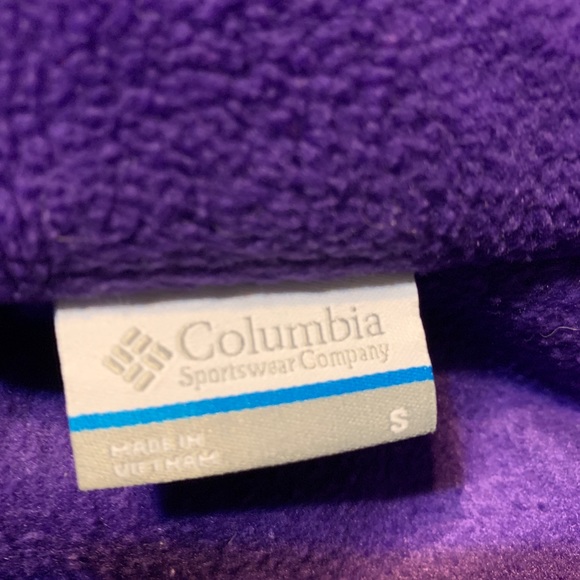 Columbia
Sportswear Company
S
MADE IN
VIETNAM